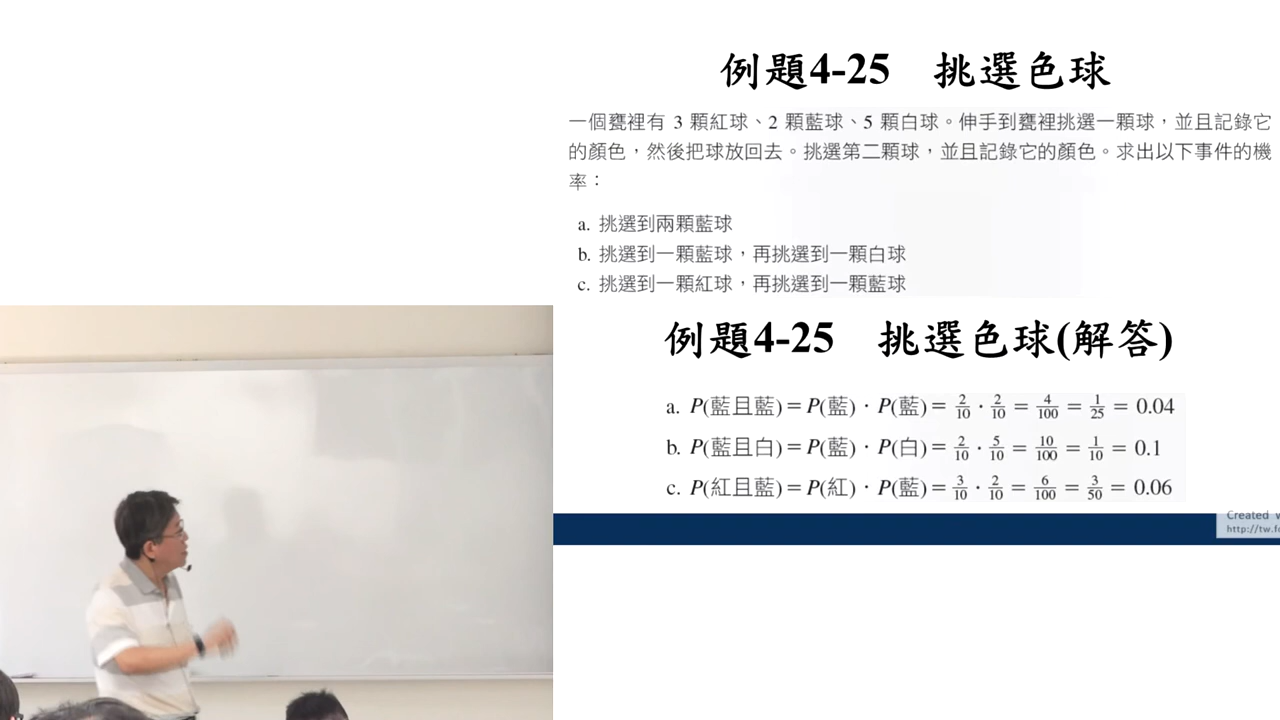 例題4-25 挑選色球
一個甕裡有 3 顆紅球、2 顆藍球、5 顆白球。伸手到甕裡挑選一顆球，並且記錄它
的顏色，然後把球放回去。挑選第二顆球，並且記錄它的顏色。求出以下事件的機
率：
a. 挑選到兩顆藍球
b. 挑選到一顆藍球，再挑選到一顆白球
c. 挑選到一顆紅球，再挑選到一顆藍球
例題4-25 挑選色球(解答)
a. P(藍且藍) = P(藍)．P(藍) = 2/10 · 2/10 = 4/100 = 1/25 = 0.04
b. P(藍且白) = P(藍)．P(白) = 2/10 · 5/10 = 10/100 = 1/10 = 0.1
c. P(紅且藍) = P(紅)．P(藍) = 3/10 · 2/10 = 6/100 = 3/50 = 0.06
Created
http://tw.f